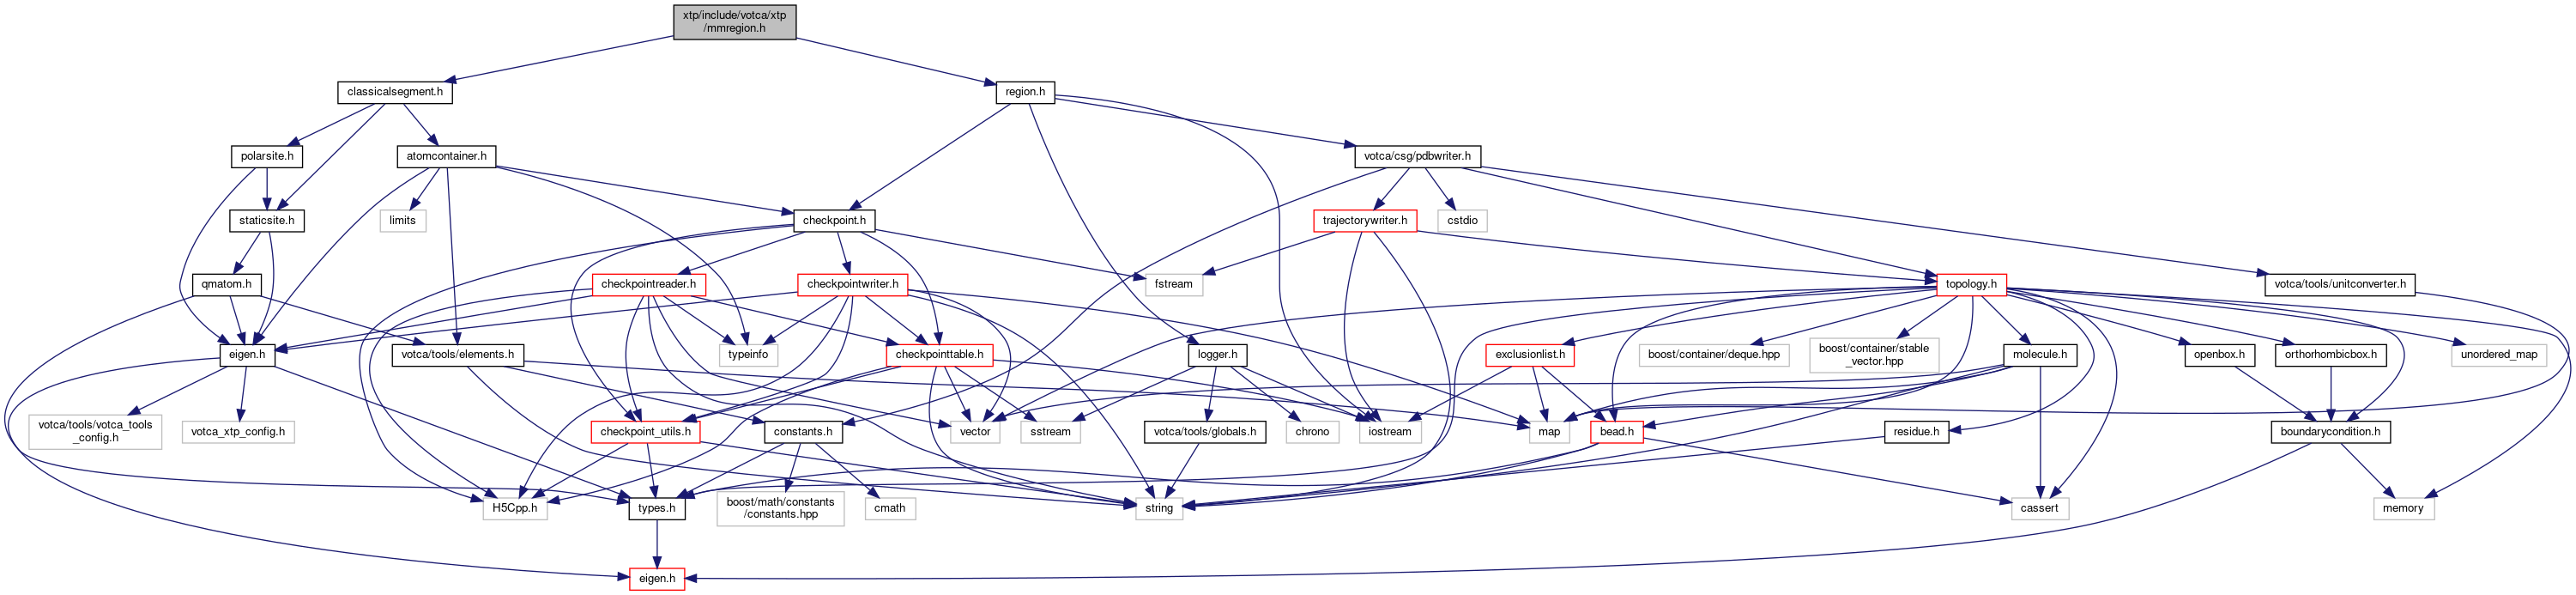 xtp/include/votca/xtp
/mmregion.h
classicalsegment.h
region.h
polarsite.h
atomcontainer.h
votca/csg/pdbwriter.h
staticsite.h
limits
checkpoint.h
trajectorywriter.h
cstdio
qmatom.h
checkpointreader.h
checkpointwriter.h
fstream
topology.h
votca/tools/unitconverter.h
eigen.h
votca/tools/elements.h
typeinfo
checkpointtable.h
logger.h
exclusionlist.h
boost/container/deque.hpp
boost/container/stable
_vector.hpp
molecule.h
openbox.h
orthorhombicbox.h
unordered_map
votca/tools/votca_tools
_config.h
votca_xtp_config.h
checkpoint_utils.h
constants.h
vector
sstream
votca/tools/globals.h
chrono
iostream
map
bead.h
residue.h
boundarycondition.h
H5Cpp.h
types.h
boost/math/constants
/constants.hpp
cmath
string
cassert
memory
eigen.h